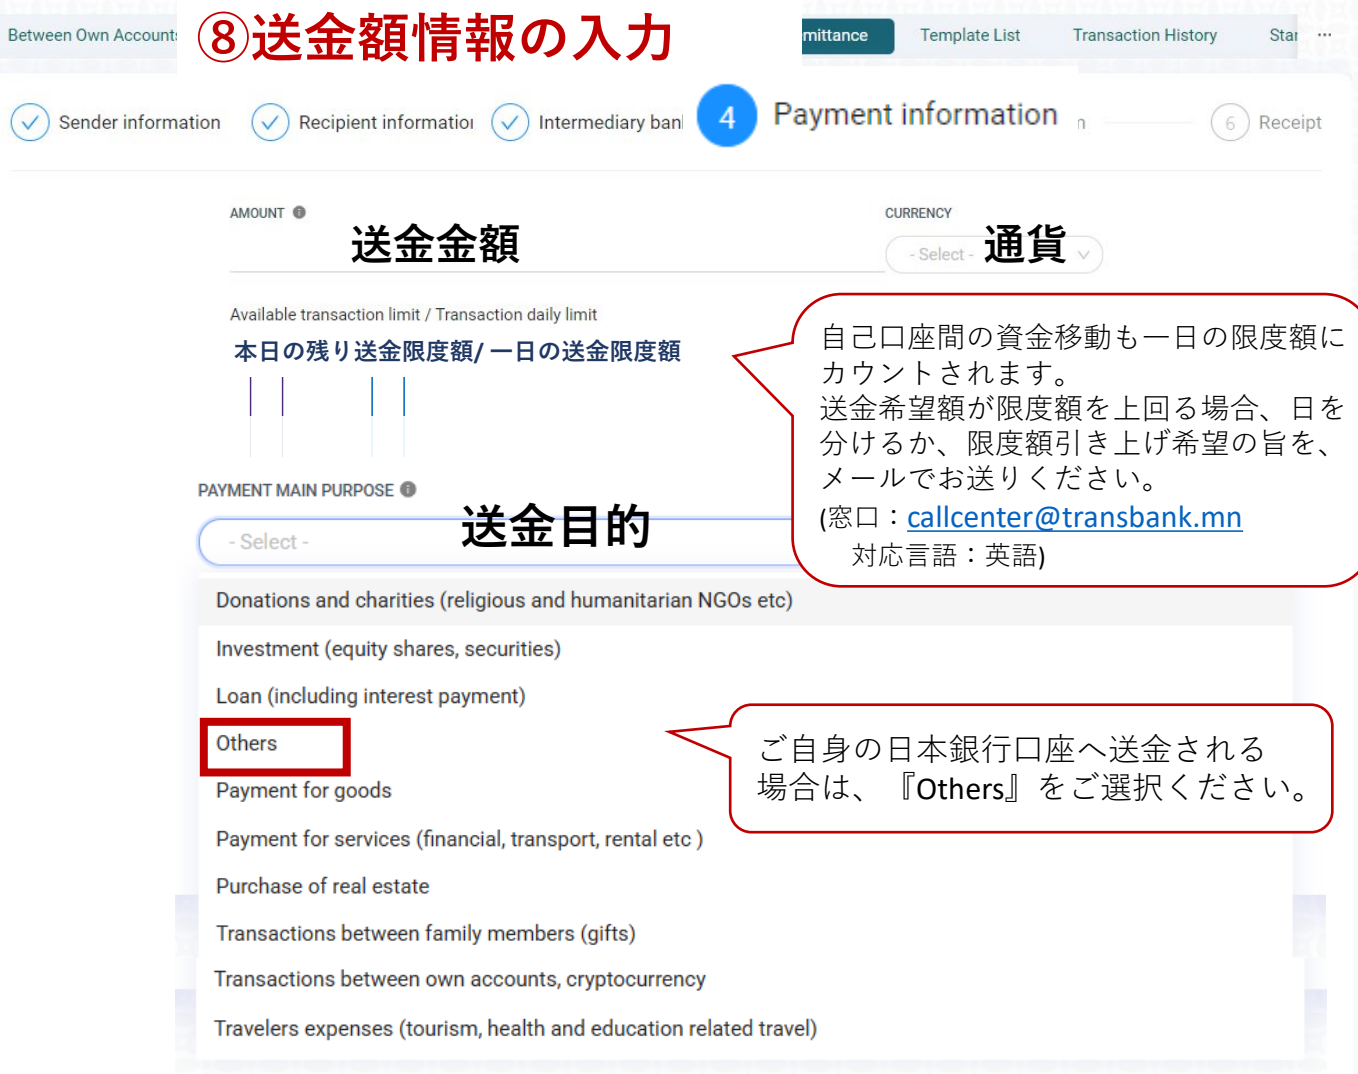 Between Own Accounts
⑧送金額情報の入力
mittance
Template List
Transaction History
Star
...
Sender information
Recipient information
Intermediary bank
4
Payment information
n
6
Receipt
AMOUNT
送金金額
CURRENCY
- Select -
通貨
Available transaction limit / Transaction daily limit
本日の残り送金限度額/ 一日の送金限度額
自己口座間の資金移動も一日の限度額に
カウントされます。
送金希望額が限度額を上回る場合、日を
分けるか、限度額引き上げ希望の旨を、
メールでお送りください。
(窓口：callcenter@transbank.mn
対応言語：英語)
PAYMENT MAIN PURPOSE
- Select -
送金目的
Donations and charities (religious and humanitarian NGOs etc)
Investment (equity shares, securities)
Loan (including interest payment)
Others
ご自身の日本銀行口座へ送金される
場合は、『Others』をご選択ください。
Payment for goods
Payment for services (financial, transport, rental etc )
Purchase of real estate
Transactions between family members (gifts)
Transactions between own accounts, cryptocurrency
Travelers expenses (tourism, health and education related travel)